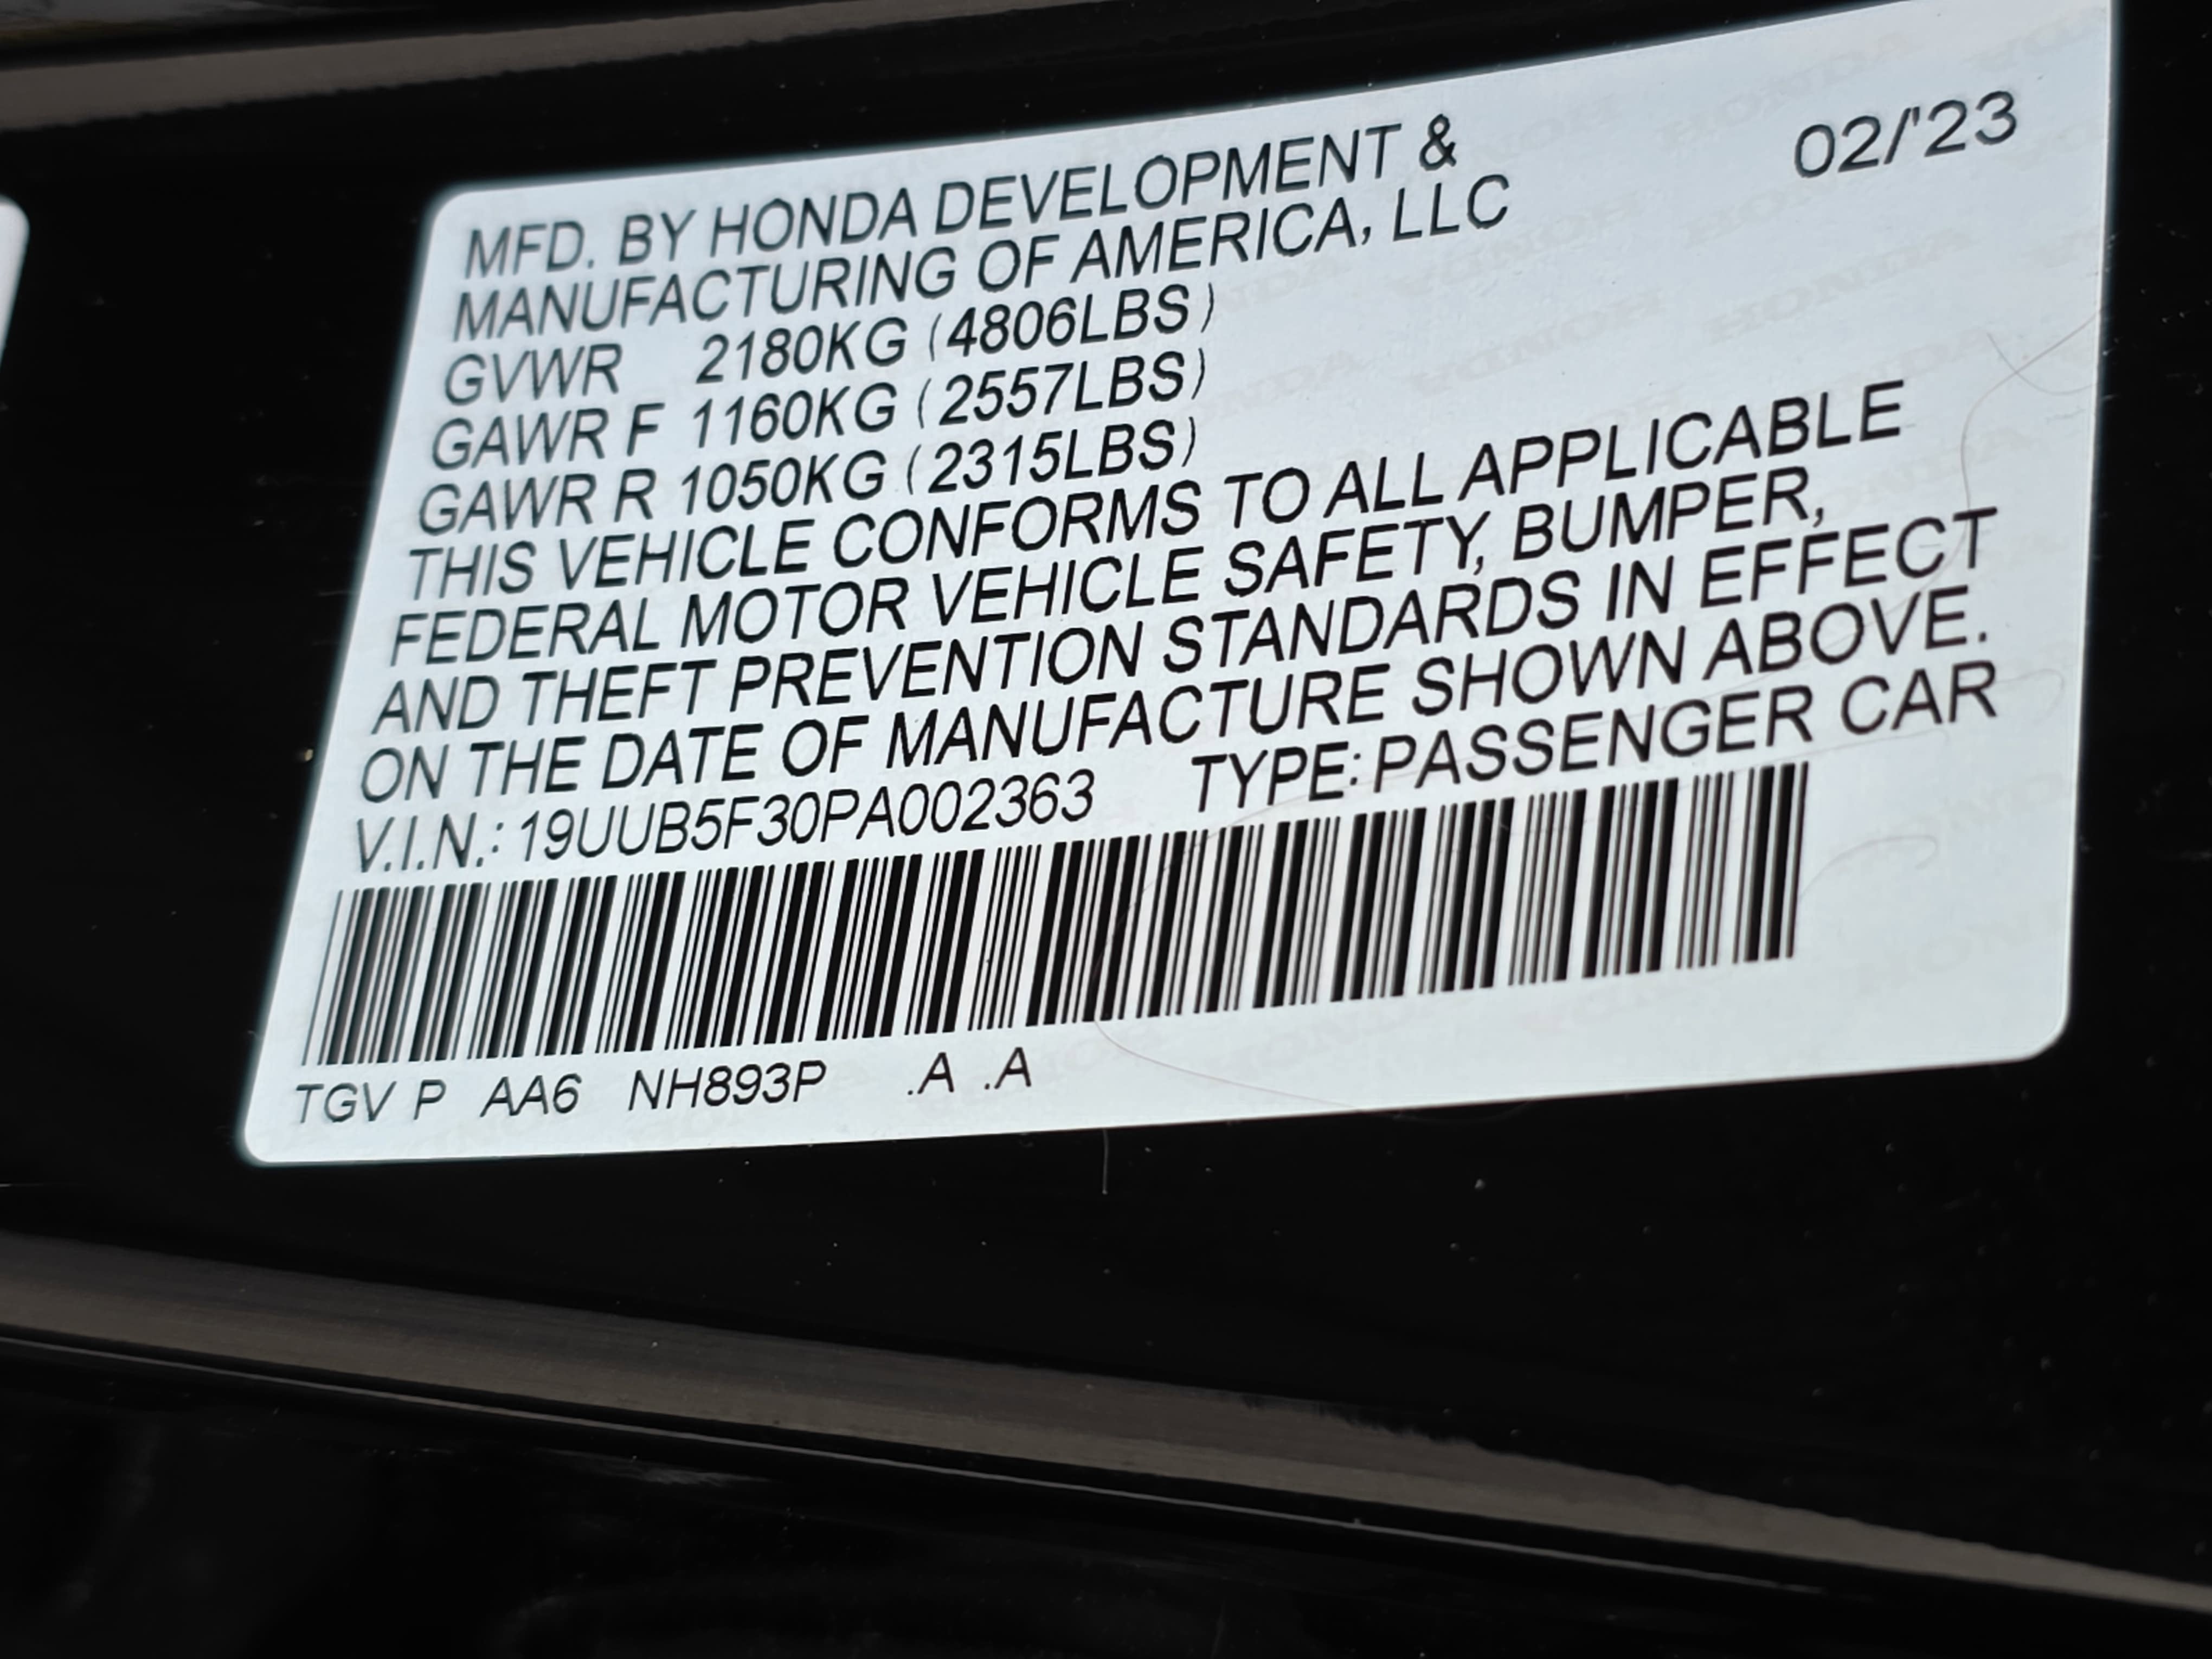 02/'23
MFD. BY HONDA DEVELOPMENT &
MANUFACTURING OF AMERICA, LLC
GVWR 2180KG (4806LBS)
GAWR F 1160KG (2557LBS)
GAWR R 1050KG (2315LBS)
THIS VEHICLE CONFORMS TO ALL APPLICABLE
FEDERAL MOTOR VEHICLE SAFETY, BUMPER,
AND THEFT PREVENTION STANDARDS IN EFFECT
ON THE DATE OF MANUFACTURE SHOWN ABOVE.
V.I.N.: 19UUB5F30PA002363 TYPE: PASSENGER CAR
TGV P AA6 NH893P .A .A